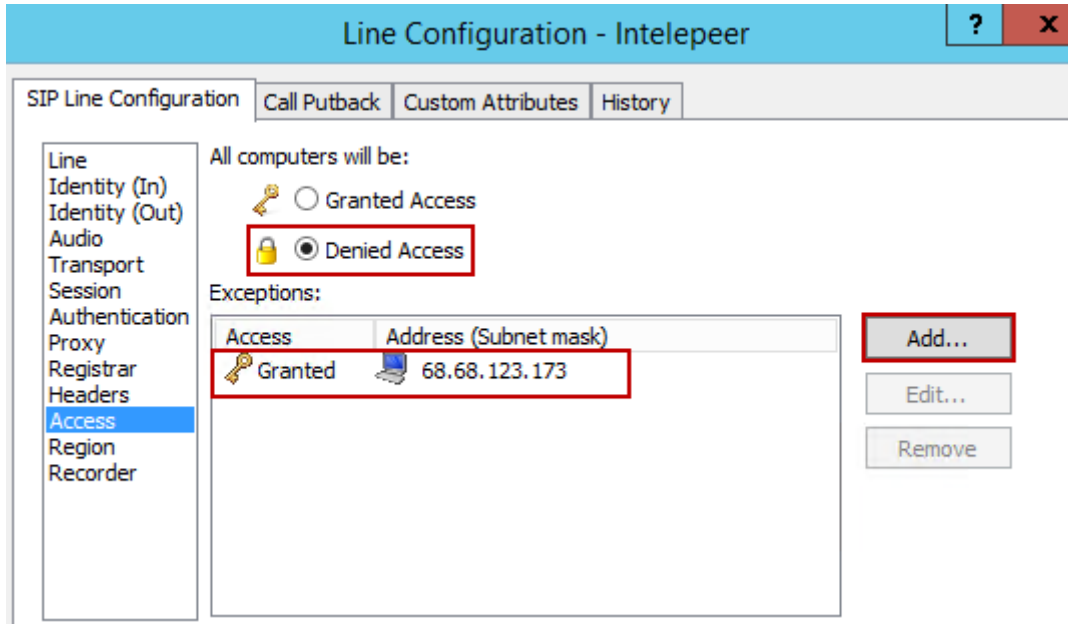 Line Configuration - Intelepeer
? x
SIP Line Configuration Call Putback Custom Attributes History
Line
Identity (In)
Identity (Out)
Audio
Transport
Session
Authentication
Proxy
Registrar
Headers
Access
Region
Recorder
All computers will be:
Granted Access
Denied Access
Exceptions:
Access Address (Subnet mask)
Granted 68.68.123.173
Add...
Edit...
Remove